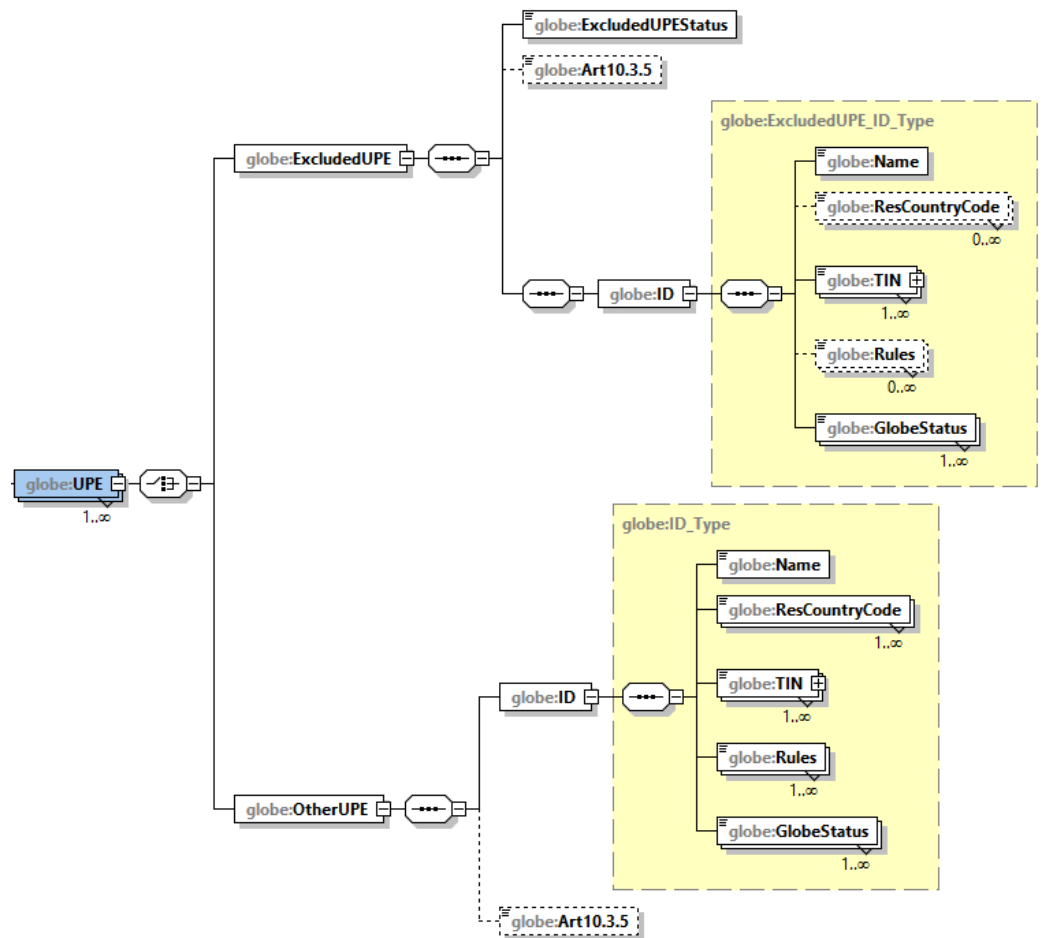 globe:ExcludedUPEStatus
globe:Art10.3.5
globe:ExcludedUPE_ID_Type
globe:ExcludedUPE
globe:Name
globe:ResCountryCode
0..∞
globe:TIN
1..∞
globe:ID
globe:Rules
0..∞
globe:GlobeStatus
1..∞
globe:UPE
1..∞
globe:ID_Type
globe:Name
globe:ResCountryCode
1..∞
globe:TIN
1..∞
globe:ID
globe:Rules
1..∞
globe:OtherUPE
globe:GlobeStatus
1..∞
globe:Art10.3.5